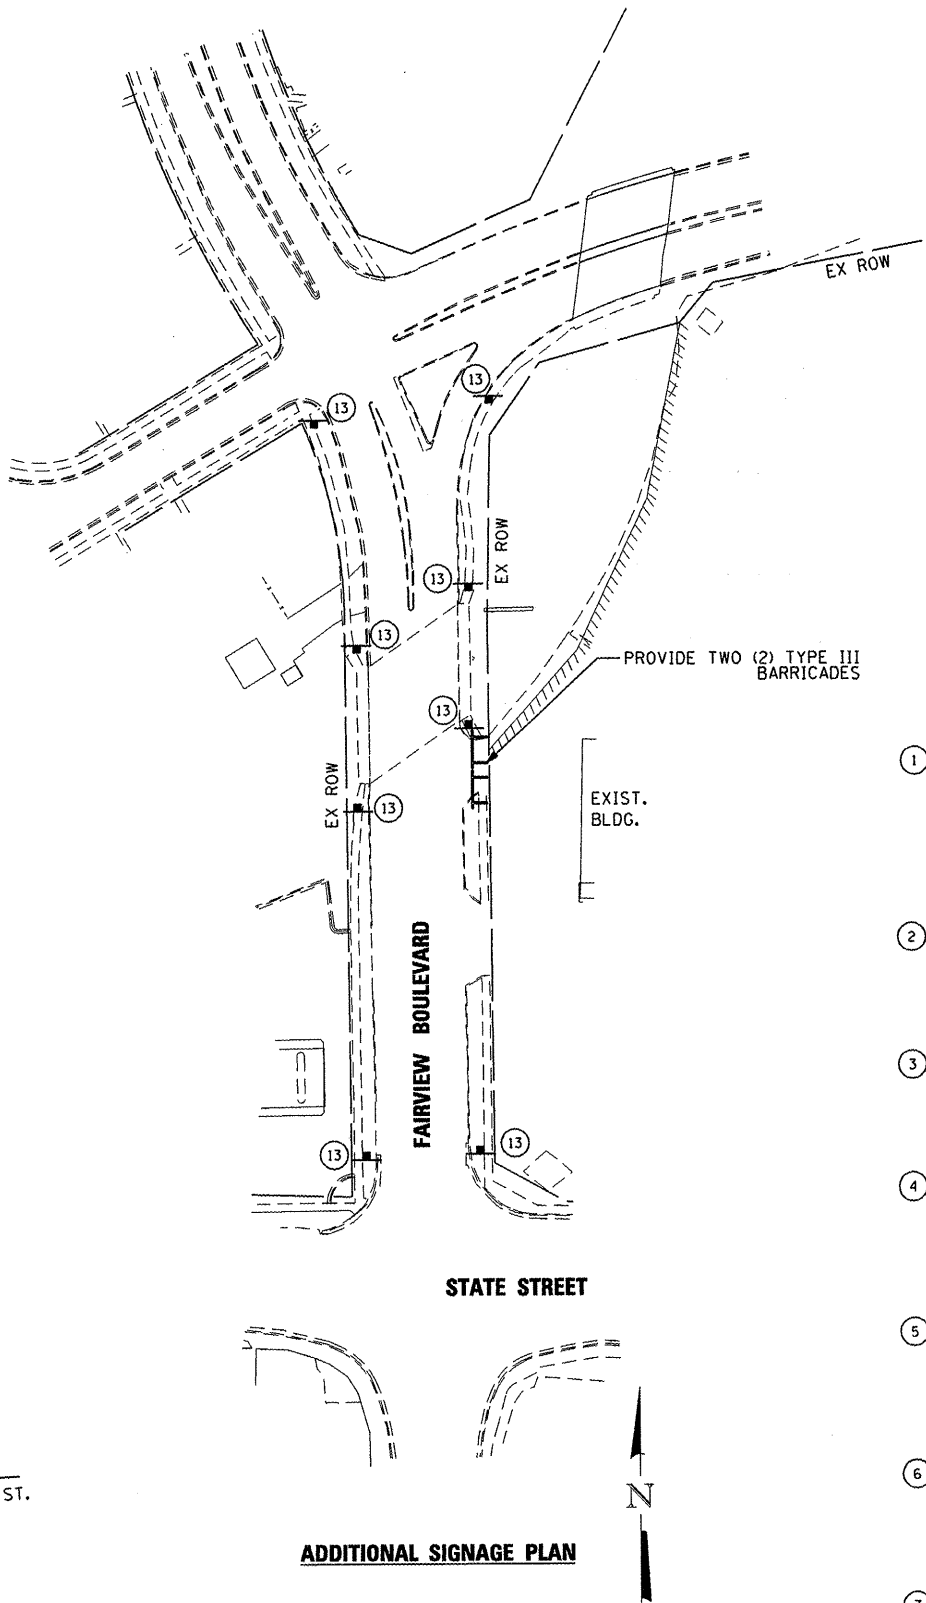 EX ROW
13
13
EX ROW
13
13
PROVIDE TWO (2) TYPE III
BARRICADES
13
1
EX ROW
13
EXIST.
BLDG.
2
FAIRVIEW BOULEVARD
3
13
13
4
STATE STREET
5
6
ST.
N
ADDITIONAL SIGNAGE PLAN